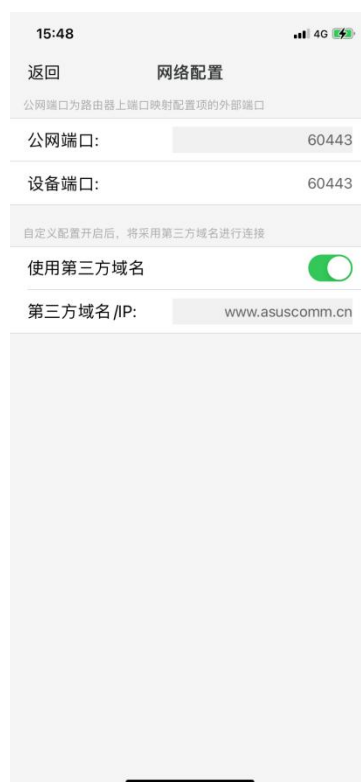 15:48 4G
返回 网络配置
公网端口为路由器上端口映射配置项的外部端口
公网端口: 60443
设备端口: 60443
自定义配置开启后，将采用第三方域名进行连接
使用第三方域名
第三方域名/IP: www.asuscomm.cn